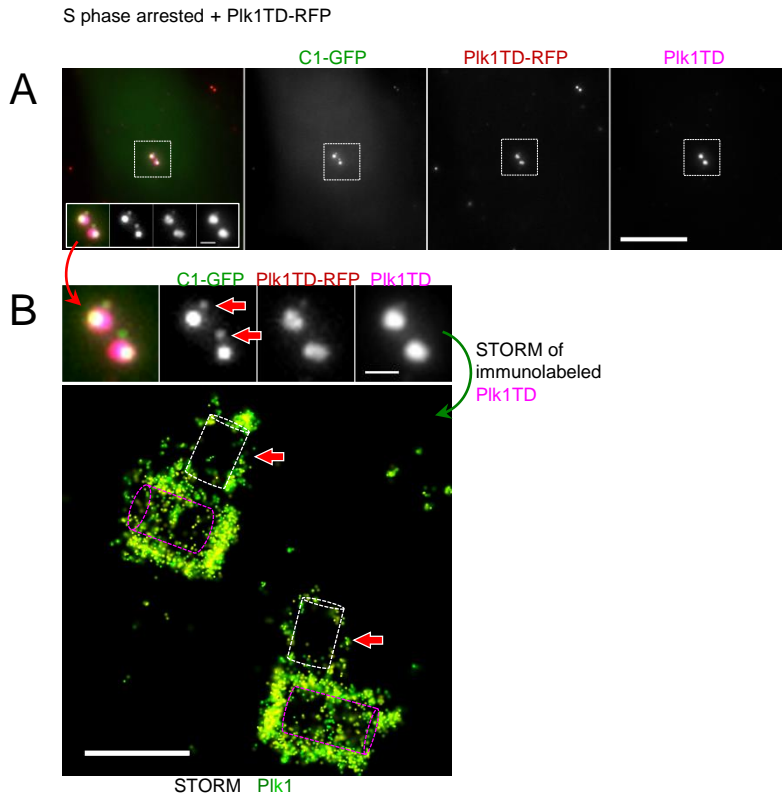 S phase arrested + Plk1TD-RFP
C1-GFP Plk1TD-RFP Plk1TD
A
B
C1-GFP Plk1TD-RFP Plk1TD
STORM of
immunolabeled
Plk1TD
STORM Plk1